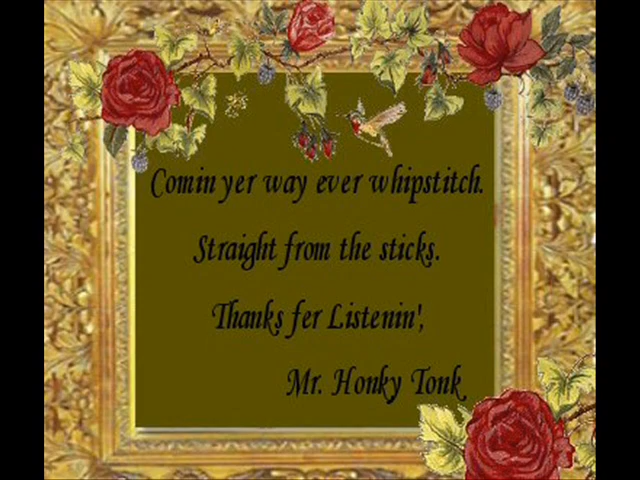 Comin yer way ever whipstitch.
Straight from the sticks.
Thanks fer Listenin',
Mr. Honky Tonk